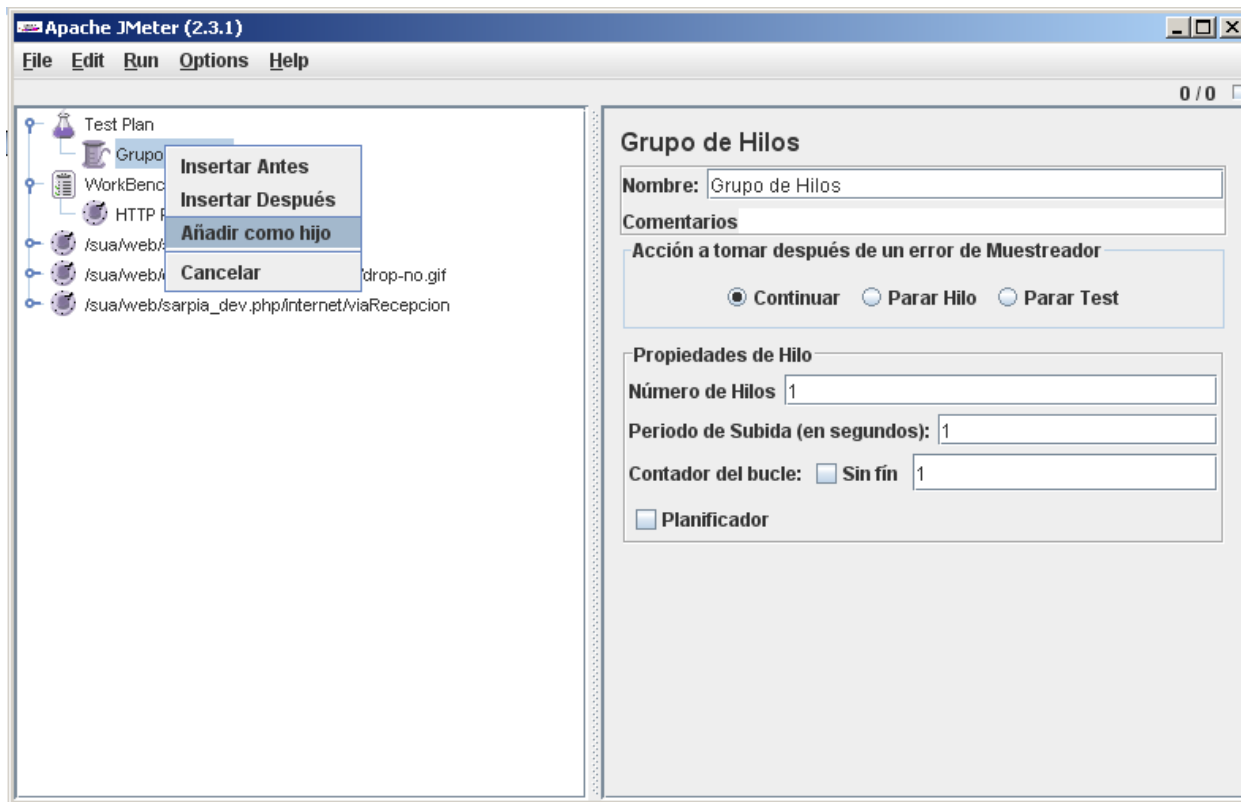 Apache JMeter (2.3.1)
File Edit Run Options Help
0 / 0
Test Plan
Grupo
Insertar Antes
Insertar Después
Añadir como hijo
Cancelar
WorkBenc
HTTP
/sua/web/
/sua/web/ /drop-no.gif
/sua/web/sarpia_dev.php/internet/viaRecepcion
Grupo de Hilos
Nombre: Grupo de Hilos
Comentarios
Acción a tomar después de un error de Muestreador
Continuar Parar Hilo Parar Test
Propiedades de Hilo
Número de Hilos 1
Periodo de Subida (en segundos): 1
Contador del bucle: Sin fín 1
Planificador